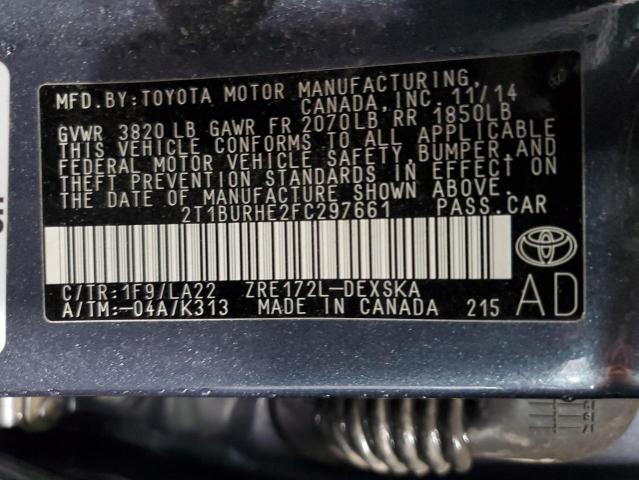 MFD.BY:TOYOTA MOTOR MANUFACTURING,
CANADA, INC. 11/14
GVWR 3820 LB GAWR FR 2070LB RR 1850LB
THIS VEHICLE CONFORMS TO ALL APPLICABLE
FEDERAL MOTOR VEHICLE SAFETY,BUMPER AND
THEFT PREVENTION STANDARDS IN EFFECT ON
THE DATE OF MANUFACTURE SHOWN ABOVE.
2T1BURHE2FC297661 PASS.CAR
C/TR:1F9/LA22 ZRE172L-DEXSKA
A/TM:-04A/K313 MADE IN CANADA 215
AD